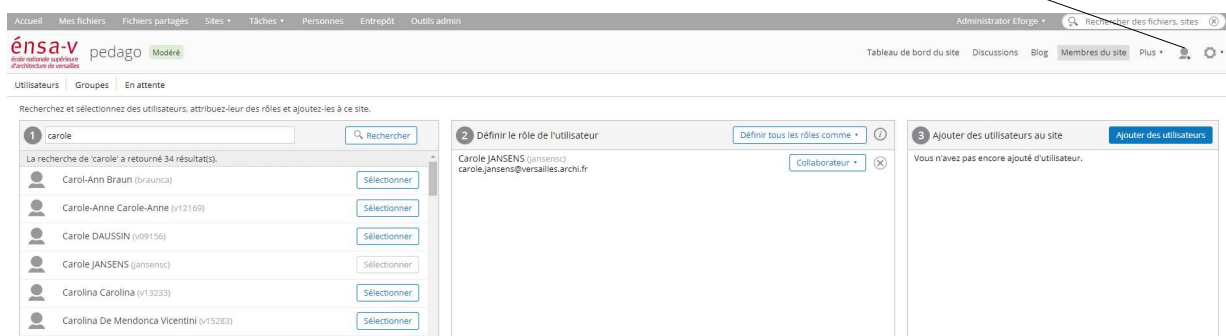 Accueil Mes fichiers Fichiers partagés Sites Tâches Personnes Entrepôt Outils admin Administrator Eforge Rechercher des fichiers, sites
énsa-v
école nationale supérieure
d'architecture de versailles
pedago Modéré Tableau de bord du site Discussions Blog Membres du site Plus
Utilisateurs Groupes En attente
Recherchez et sélectionnez des utilisateurs, attribuez-leur des rôles et ajoutez-les à ce site.
1 carole Rechercher
La recherche de 'carole' a retourné 34 résultat(s).
Carol-Ann Braun (braunca) Sélectionner
Carole-Anne Carole-Anne (v12169) Sélectionner
Carole DAUSSIN (v09156) Sélectionner
Carole JANSENS (jansensc) Sélectionner
Carolina Carolina (v13233) Sélectionner
Carolina De Mendonca Vicentini (v15283) Sélectionner
2 Définir le rôle de l'utilisateur Définir tous les rôles comme i
Carole JANSENS (jansensc) Collaborateur
carole.jansens@versailles.archi.fr
3 Ajouter des utilisateurs au site Ajouter des utilisateurs
Vous n'avez pas encore ajouté d'utilisateur.